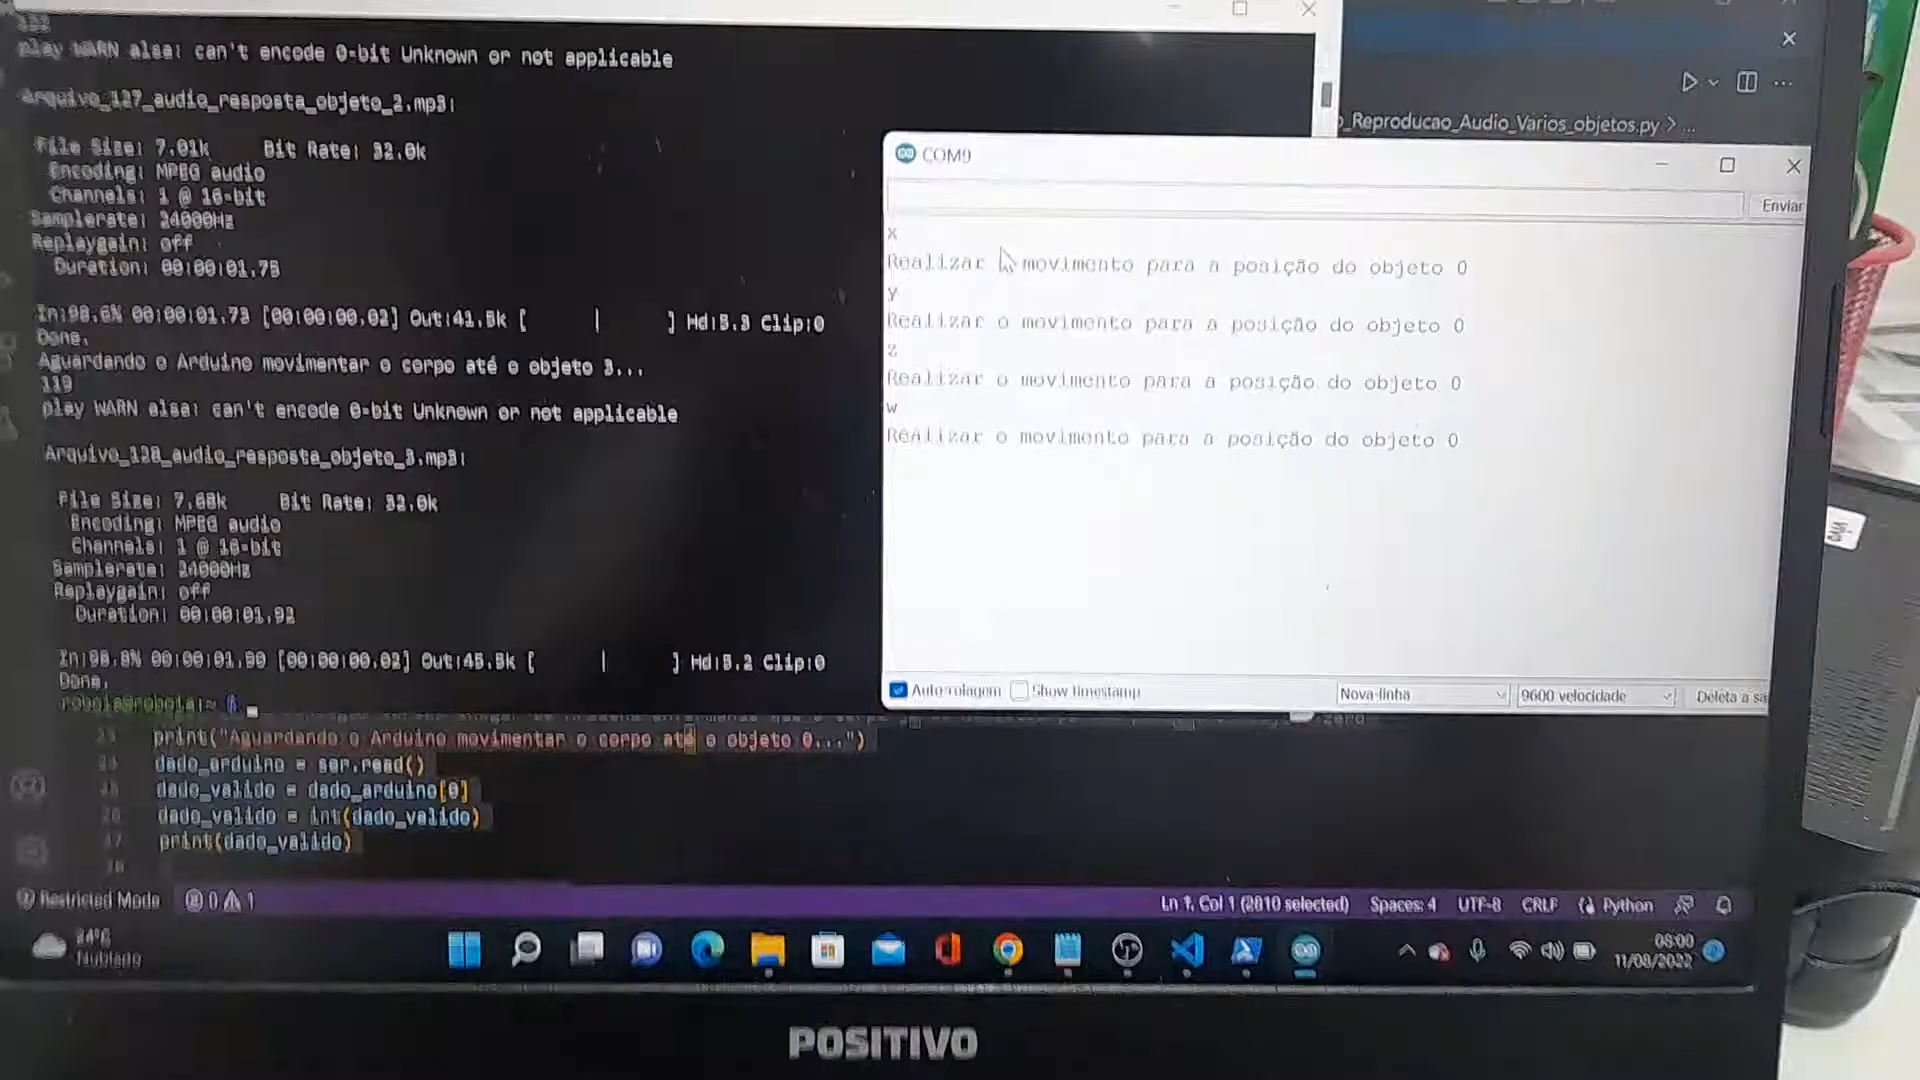 play WARN alsa: can't encode 0-bit Unknown or not applicable
Arquivo_127_audio_resposta_objeto_2.mp3:
File Size: 7.01k Bit Rate: 32.0k
Encoding: MPEG audio
Channels: 1 @ 16-bit
Samplerate: 24000Hz
Replaygain: off
Duration: 00:00:01.75
In:98.6% 00:00:01.73 [00:00:00.02] Out:41.5k [ | ] Hd:5.3 Clip:0
Done.
Aguardando o Arduino movimentar o corpo até o objeto 3...
119
play WARN alsa: can't encode 0-bit Unknown or not applicable
Arquivo_128_audio_resposta_objeto_3.mp3:
File Size: 7.68k Bit Rate: 32.0k
Encoding: MPEG audio
Channels: 1 @ 16-bit
Samplerate: 24000Hz
Replaygain: off
Duration: 00:00:01.92
In:98.8% 00:00:01.90 [00:00:00.02] Out:45.5k [ | ] Hd:5.2 Clip:0
Done.
_Reproducao_Audio_Varios_objetos.py > ...
COM9
Enviar
x
Realizar o movimento para a posição do objeto 0
y
Realizar o movimento para a posição do objeto 0
z
Realizar o movimento para a posição do objeto 0
w
Realizar o movimento para a posição do objeto 0
Auto-rolagem Show timestamp Nova-linha 9600 velocidade Deleta a sa
23 print("Aguardando o Arduino movimentar o corpo até o objeto 0...")
24 dado_arduino = ser.read()
25 dado_valido = dado_arduino[0]
26 dado_valido = int(dado_valido)
27 print(dado_valido)
28
Restricted Mode 0 1 Ln 1, Col 1 (2810 selected) Spaces: 4 UTF-8 CRLF Python
24°C
Nublado
08:00
11/08/2022
POSITIVO